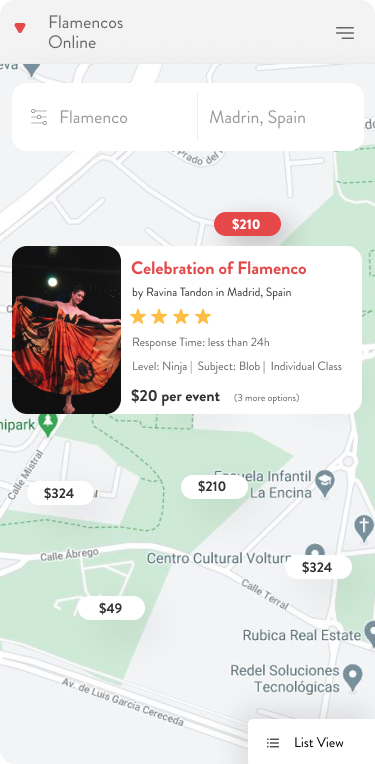 Flamencos
Online
eva
Flamenco
Madrin, Spain
Prado del
do
$210
Celebration of Flamenco
by Ravina Tandon in Madrid, Spain
Response Time: less than 24h
Level: Ninja | Subject: Blob | Individual Class
$20 per event (3 more options)
nipark
Calle Mistral
$324
$210
Escuela Infantil
La Encina
Calle Ábrego
Centro Cultural Volturn
$324
Calle Terral
$49
Rubica Real Estate
Redel Soluciones
Tecnológicas
Av. de Luis García Cereceda
List View